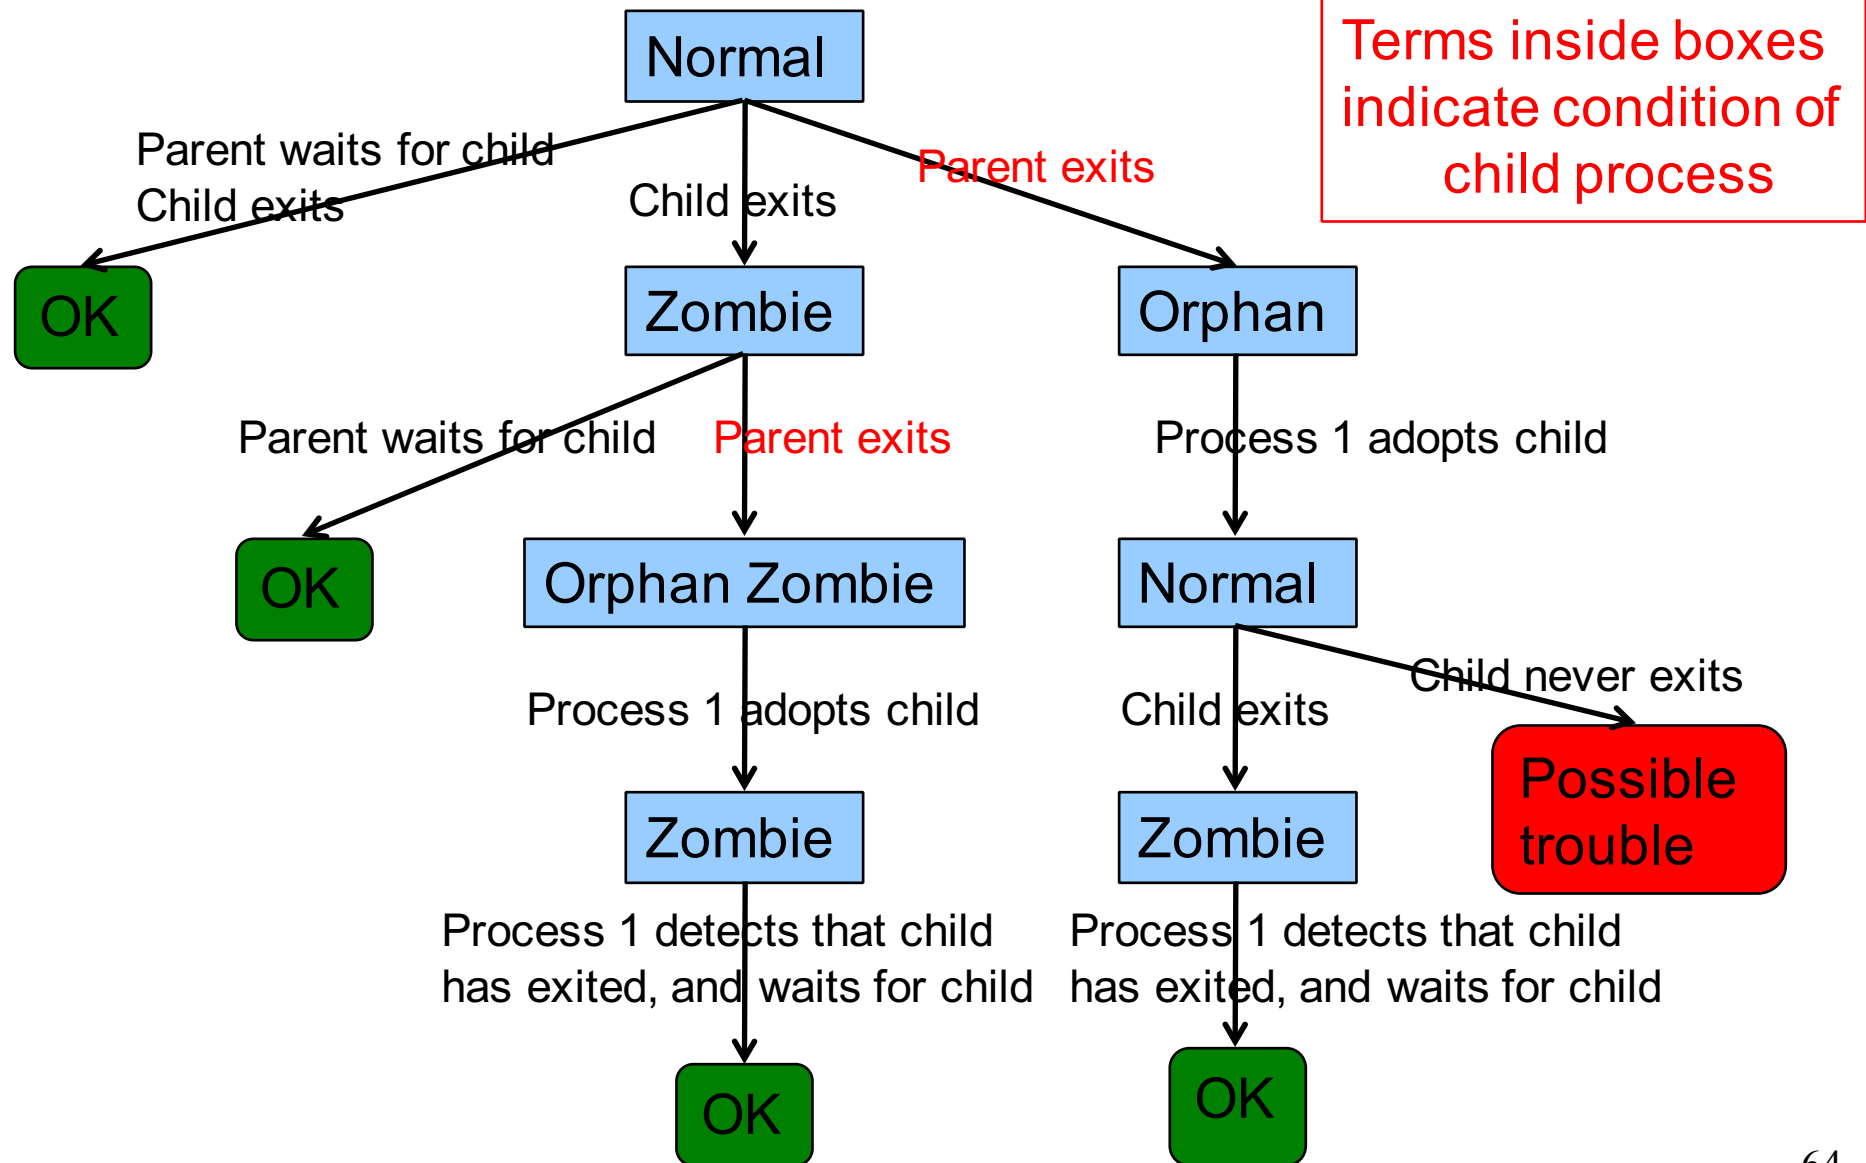 Normal
Terms inside boxes
indicate condition of
child process
Parent waits for child
Child exits
Child exits
Parent exits
OK
Zombie
Orphan
Parent waits for child
Parent exits
Process 1 adopts child
OK
Orphan Zombie
Normal
Child never exits
Process 1 adopts child
Child exits
Possible
trouble
Zombie
Zombie
Process 1 detects that child
has exited, and waits for child
Process 1 detects that child
has exited, and waits for child
OK
OK
64